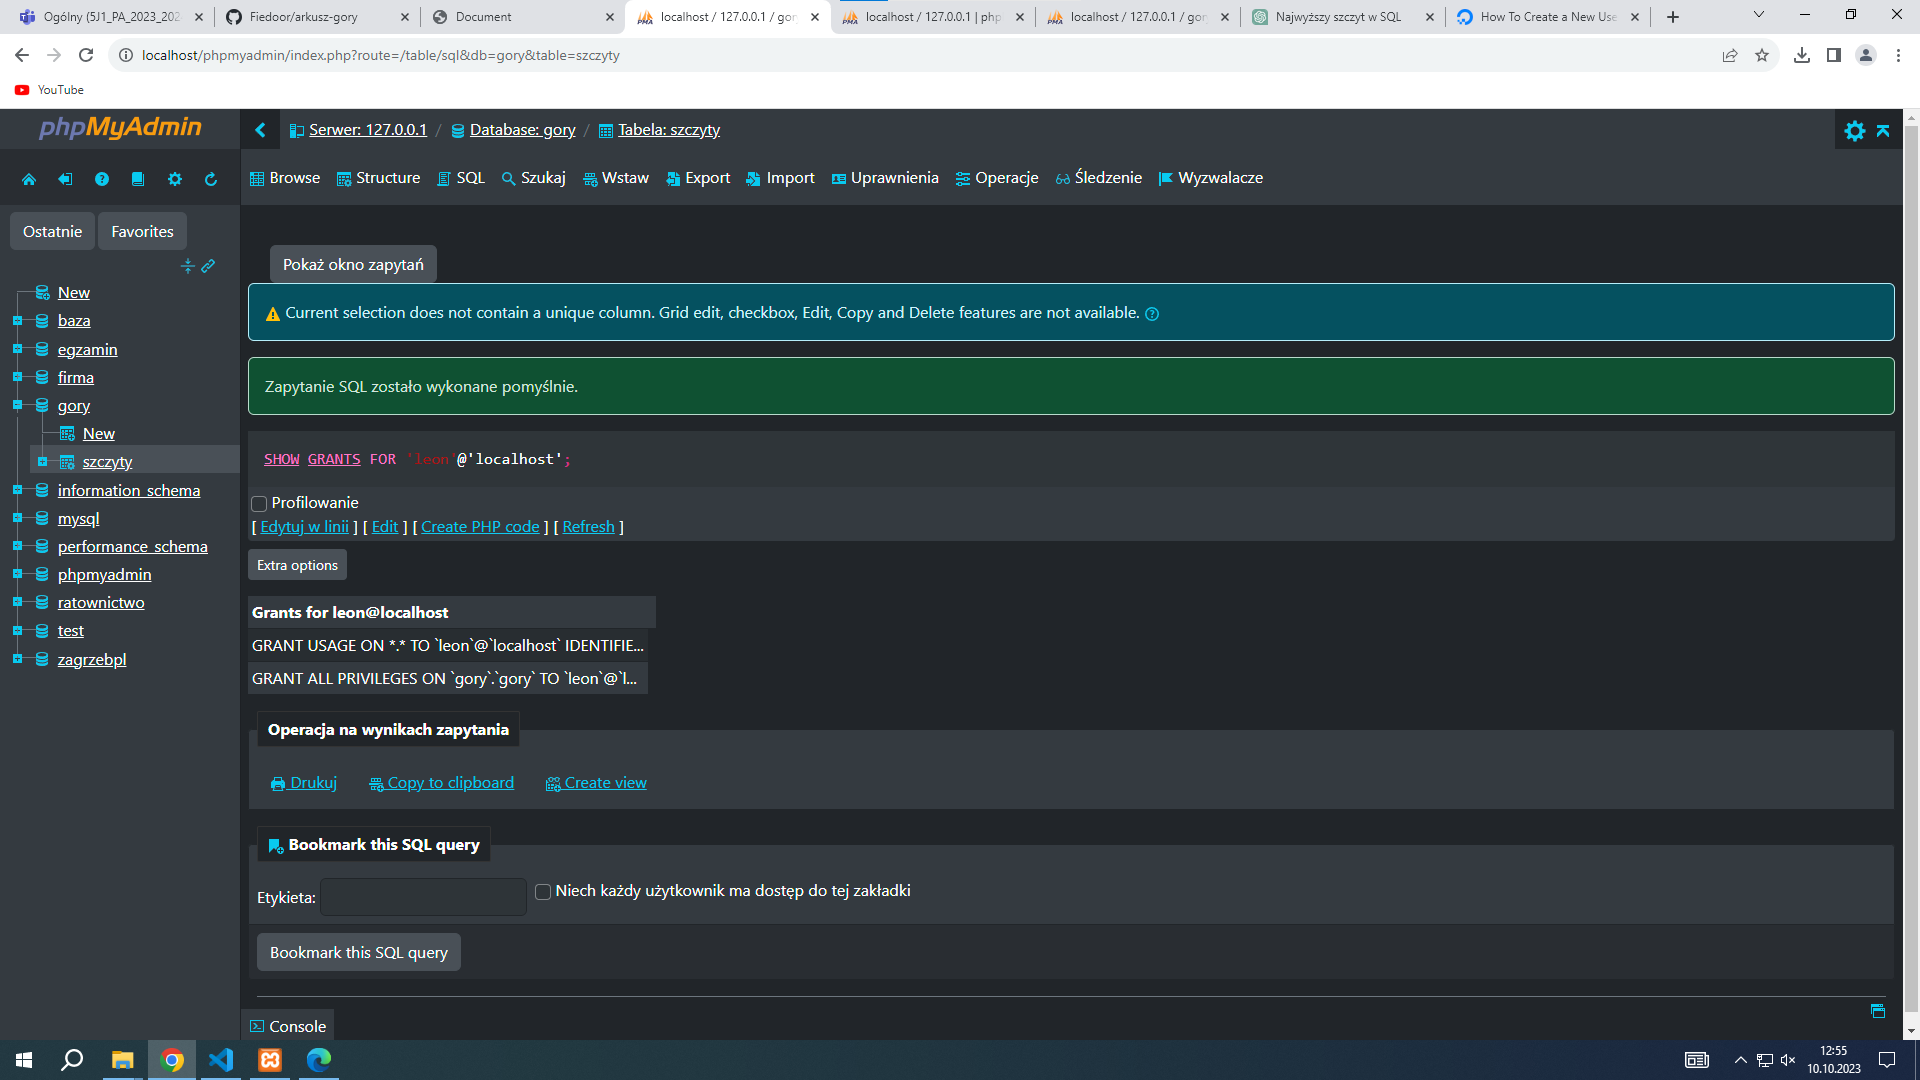 Ogólny (5J1_PA_2023_202
Fiedoor/arkusz-gory
Document
localhost / 127.0.0.1 / gor
localhost / 127.0.0.1 | php
localhost / 127.0.0.1 / gor
Najwyższy szczyt w SQL
How To Create a New Use
localhost/phpmyadmin/index.php?route=/table/sql&db=gory&table=szczyty
YouTube
phpMyAdmin
Serwer: 127.0.0.1 / Database: gory / Tabela: szczyty
Browse Structure SQL Szukaj Wstaw Export Import Uprawnienia Operacje Śledzenie Wyzwalacze
Ostatnie Favorites
New
baza
egzamin
firma
gory
New
szczyty
information_schema
mysql
performance_schema
phpmyadmin
ratownictwo
test
zagrzebpl
Pokaż okno zapytań
Current selection does not contain a unique column. Grid edit, checkbox, Edit, Copy and Delete features are not available.
Zapytanie SQL zostało wykonane pomyślnie.
SHOW GRANTS FOR 'leon'@'localhost';
Profilowanie
[ Edytuj w linii ] [ Edit ] [ Create PHP code ] [ Refresh ]
Extra options
Grants for leon@localhost
GRANT USAGE ON *.* TO `leon`@`localhost` IDENTIFIE...
GRANT ALL PRIVILEGES ON `gory`.`gory` TO `leon`@`l...
Operacja na wynikach zapytania
Drukuj Copy to clipboard Create view
Bookmark this SQL query
Etykieta: Niech każdy użytkownik ma dostęp do tej zakładki
Bookmark this SQL query
Console
12:55
10.10.2023